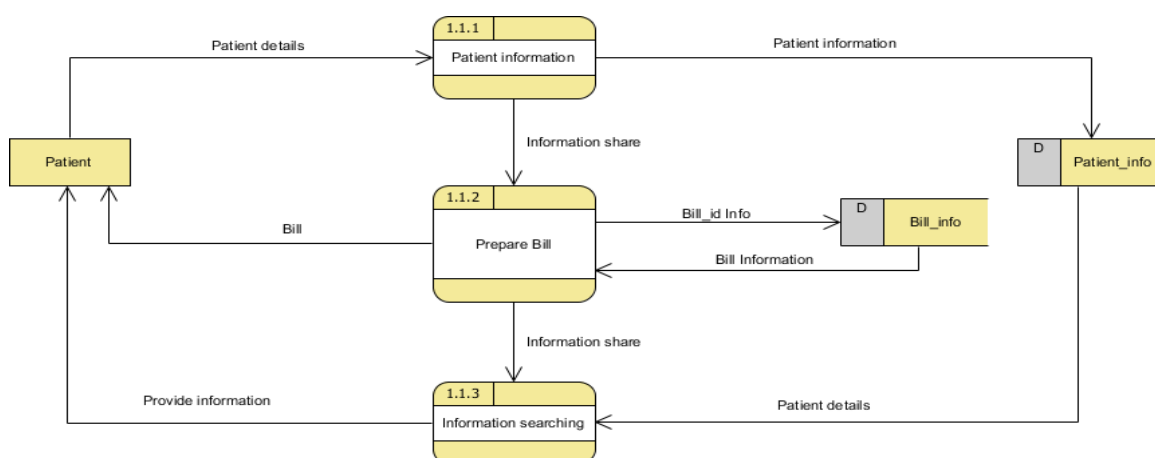 1.1.1
Patient details
Patient information
Patient information
Information share
D
Patient_info
Patient
1.1.2
Bill_id Info
D
Bill_info
Bill
Prepare Bill
Bill Information
Information share
1.1.3
Provide information
Information searching
Patient details